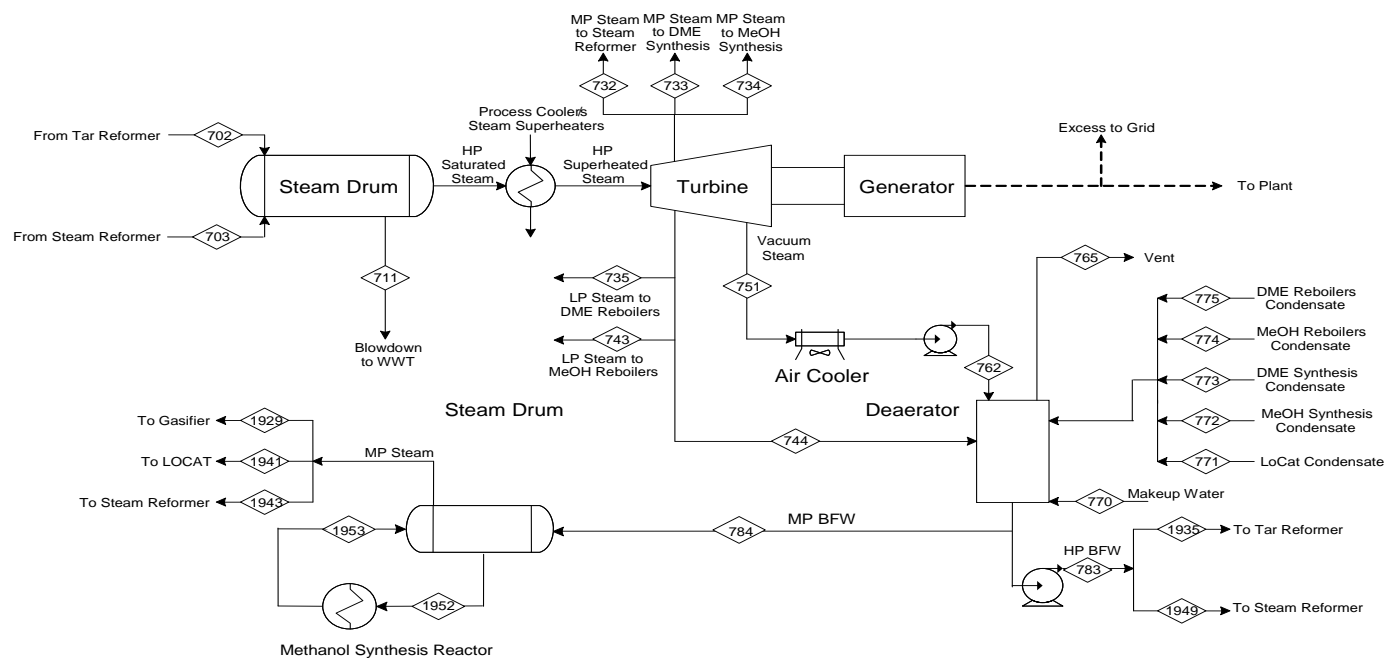 MP Steam
to Steam
Reformer
MP Steam
to DME
Synthesis
MP Steam
to MeOH
Synthesis
732
733
734
From Tar Reformer
702
Process Coolers/
Steam Superheaters
Excess to Grid
HP
Saturated
Steam
HP
Superheated
Steam
Steam Drum
Turbine
Generator
To Plant
From Steam Reformer
703
711
Blowdown
to WWT
Vacuum
Steam
751
735
LP Steam to
DME Reboilers
743
LP Steam to
MeOH Reboilers
Air Cooler
762
765
Vent
775
DME Reboilers
Condensate
774
MeOH Reboilers
Condensate
773
DME Synthesis
Condensate
772
MeOH Synthesis
Condensate
771
LoCat Condensate
Steam Drum
Deaerator
744
770
Makeup Water
To Gasifier
1929
To LOCAT
1941
MP Steam
To Steam Reformer
1943
1953
784
MP BFW
1952
Methanol Synthesis Reactor
HP BFW
783
1935
To Tar Reformer
1949
To Steam Reformer